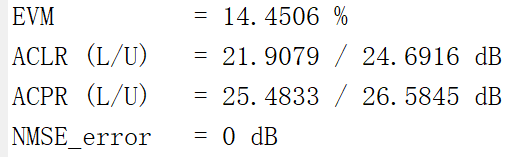 EVM = 14.4506 %
ACLR (L/U) = 21.9079 / 24.6916 dB
ACPR (L/U) = 25.4833 / 26.5845 dB
NMSE_error = 0 dB